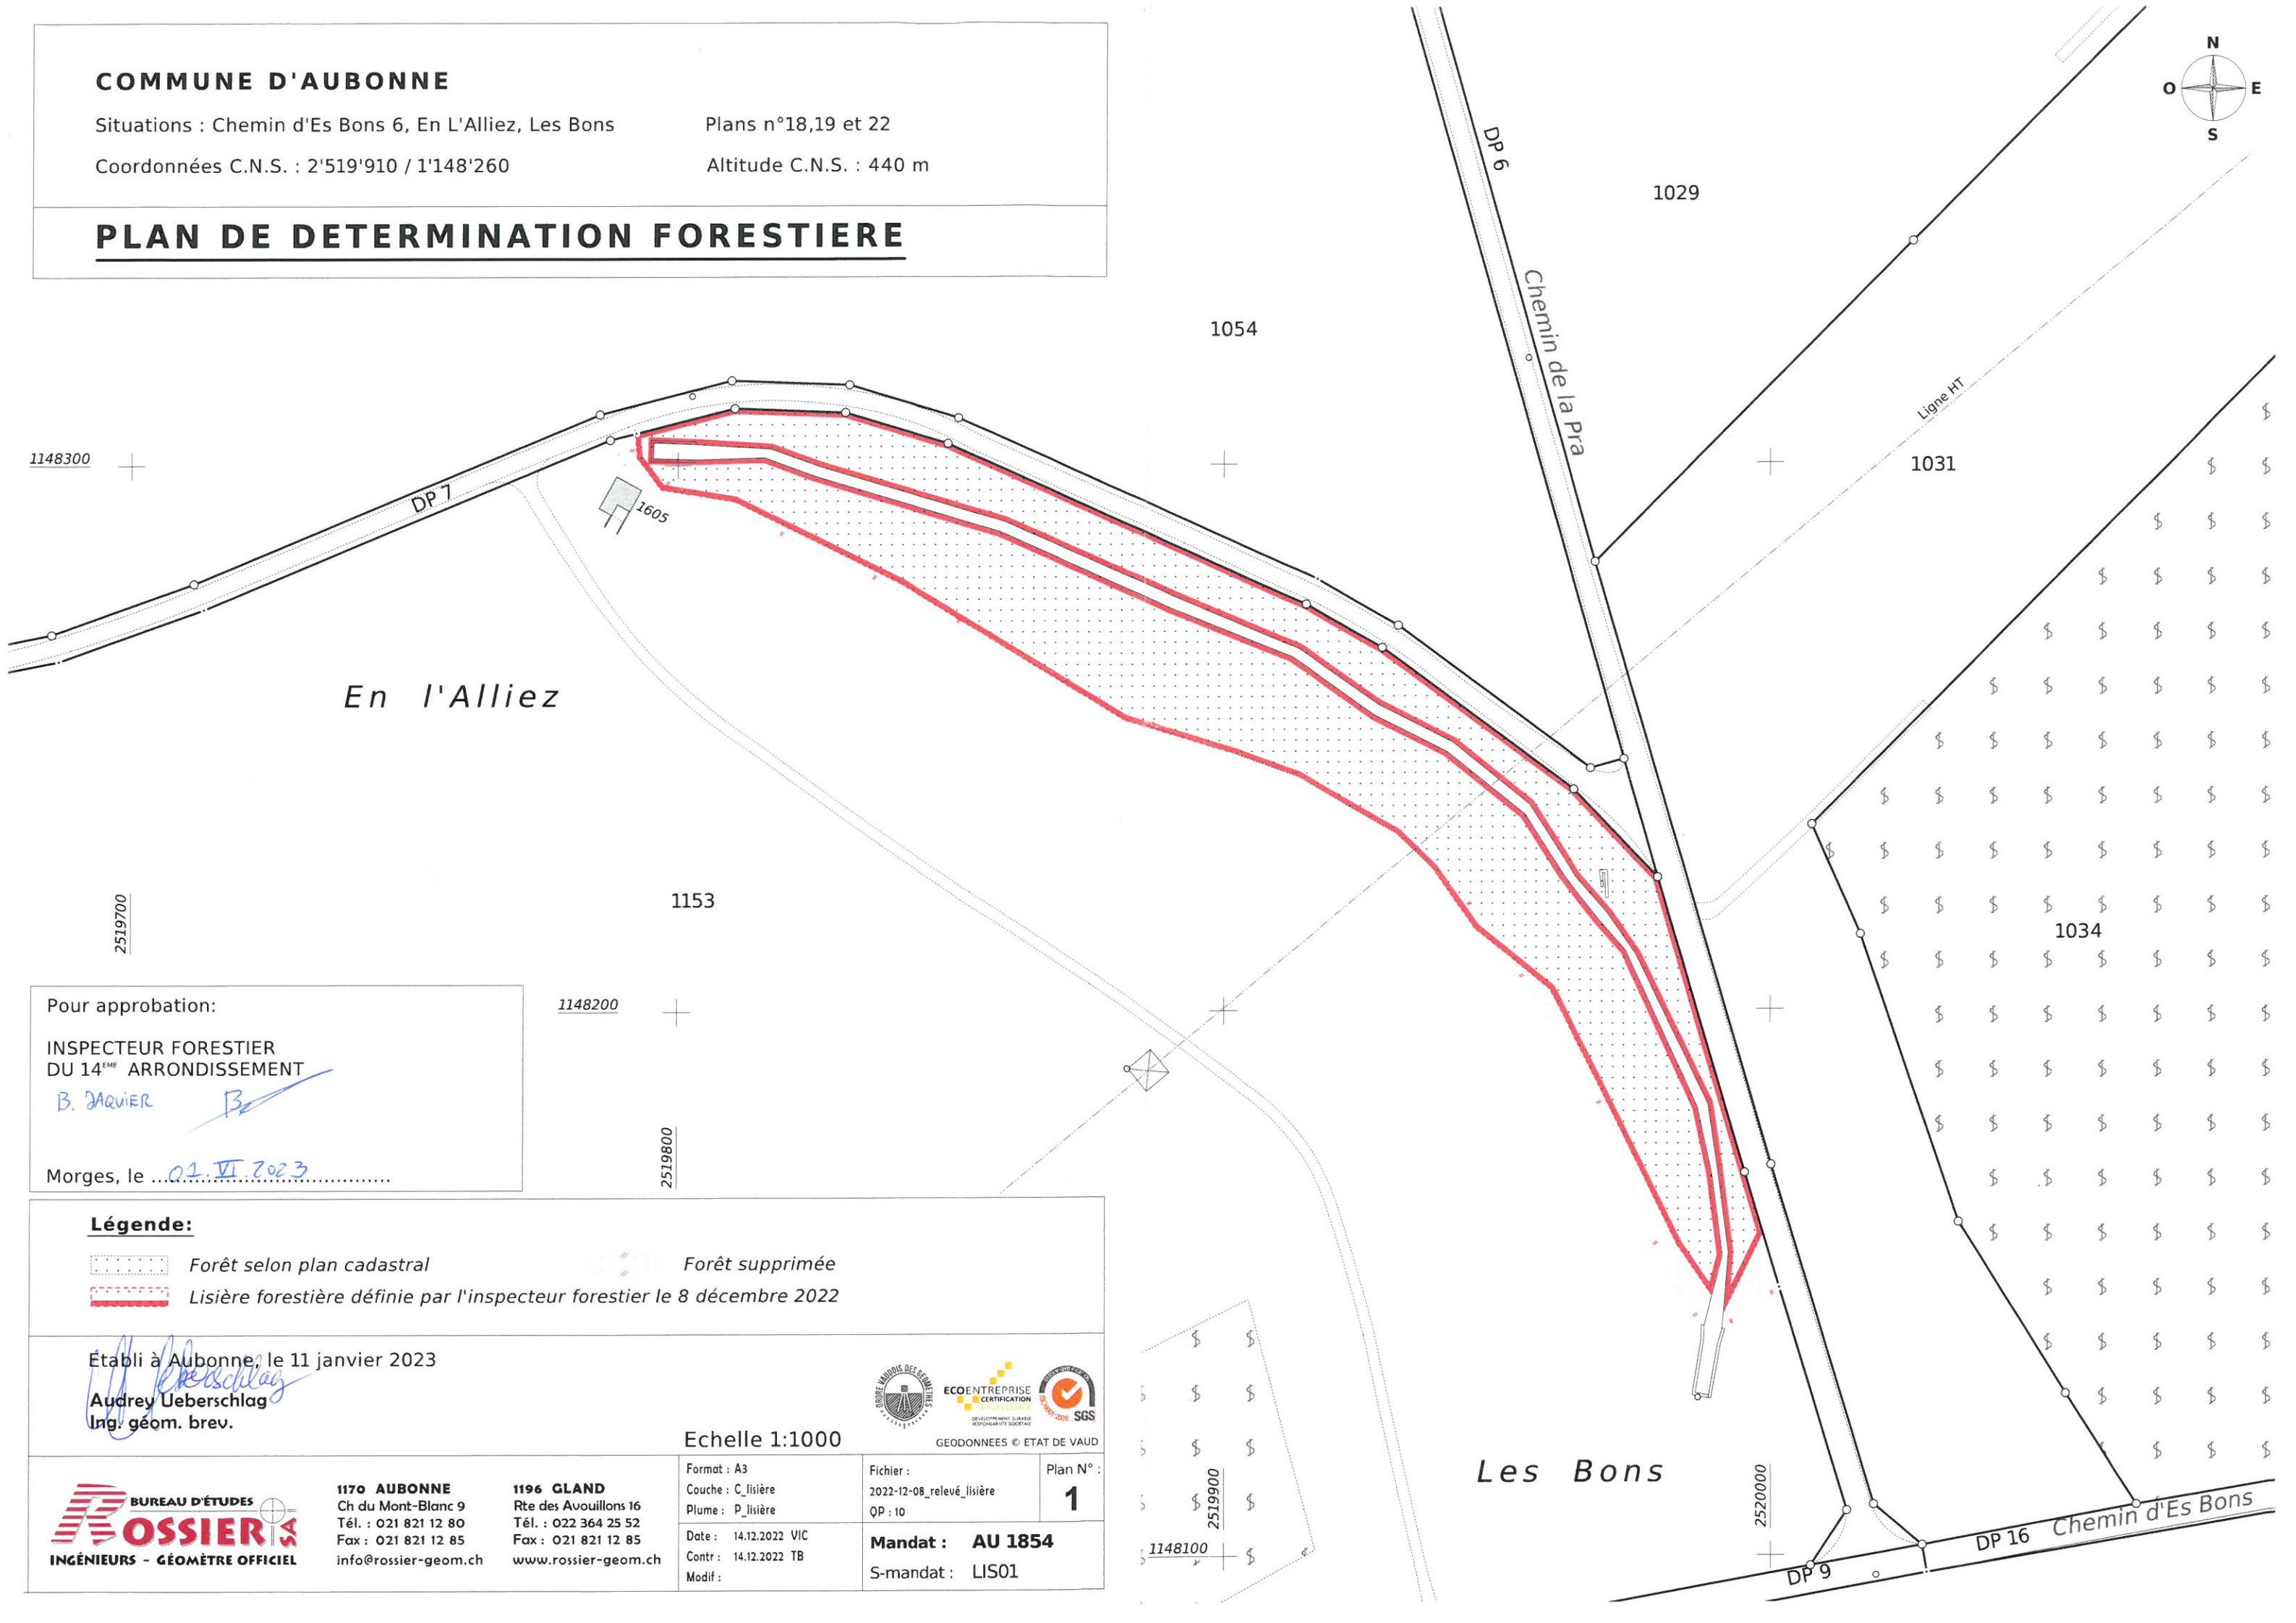 COMMUNE D'AUBONNE
Situations : Chemin d'Es Bons 6, En L'Alliez, Les Bons
Plans n°18,19 et 22
Coordonnées C.N.S. : 2'519'910 / 1'148'260
Altitude C.N.S. : 440 m
PLAN DE DETERMINATION FORESTIERE
N
O
E
S
DP 6
1029
Chemin de la Pra
1054
Ligne HT
1031
1148300
DP 7
1605
En l'Alliez
1153
2519700
1034
Pour approbation:
INSPECTEUR FORESTIER
DU 14EME ARRONDISSEMENT
B. JAQUIER
Morges, le 01.VI.2023
1148200
2519800
Légende:
Forêt selon plan cadastral
Forêt supprimée
Lisière forestière définie par l'inspecteur forestier le 8 décembre 2022
Etabli à Aubonne, le 11 janvier 2023
Audrey Ueberschlag
Ing. géom. brev.
Echelle 1:1000
ORDRE VAUDOIS DES GEOMETRES
ECOENTREPRISE
CERTIFICATION
EXCELLENCE
DEVELOPPEMENT DURABLE
RESPONSABILITE SOCIETALE
SGS
GEODONNEES © ETAT DE VAUD
BUREAU D'ÉTUDES
ROSSIER SA
INGÉNIEURS - GÉOMÈTRE OFFICIEL
1170 AUBONNE
Ch du Mont-Blanc 9
Tél. : 021 821 12 80
Fax : 021 821 12 85
info@rossier-geom.ch
1196 GLAND
Rte des Avouillons 16
Tél. : 022 364 25 52
Fax : 021 821 12 85
www.rossier-geom.ch
Format : A3
Couche : C_lisière
Plume : P_lisière
Date : 14.12.2022 VIC
Contr : 14.12.2022 TB
Modif :
Fichier :
2022-12-08_relevé_lisière
QP : 10
Plan N° :
1
Mandat : AU 1854
S-mandat : LIS01
Les Bons
2519900
2520000
1148100
DP 9
DP 16
Chemin d'Es Bons